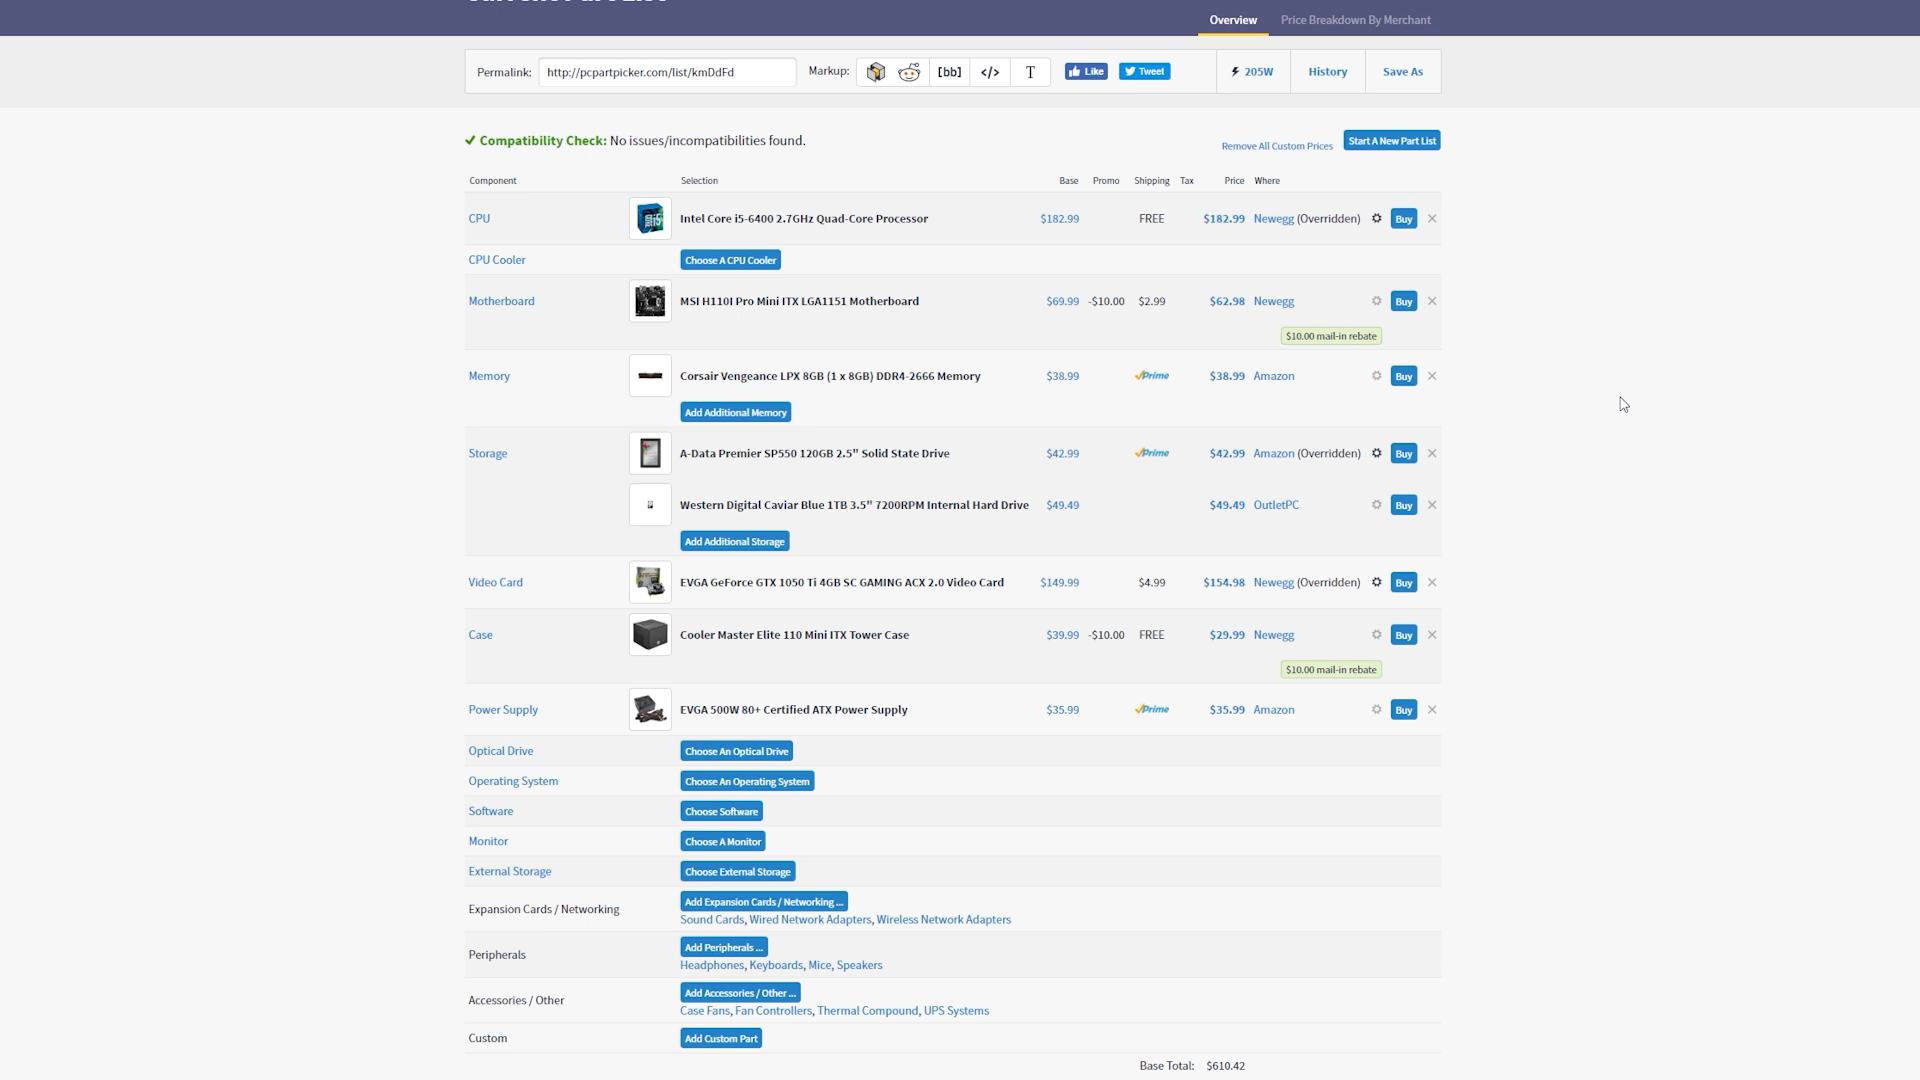 Overview Price Breakdown By Merchant
Permalink: http://pcpartpicker.com/list/kmDdFd Markup: [bb] </> T Like Tweet 205W History Save As
Compatibility Check: No issues/incompatibilities found. Remove All Custom Prices Start A New Part List
Component Selection Base Promo Shipping Tax Price Where
CPU Intel Core i5-6400 2.7GHz Quad-Core Processor $182.99 FREE $182.99 Newegg (Overridden) Buy
CPU Cooler Choose A CPU Cooler
Motherboard MSI H110I Pro Mini ITX LGA1151 Motherboard $69.99 -$10.00 $2.99 $62.98 Newegg Buy
$10.00 mail-in rebate
Memory Corsair Vengeance LPX 8GB (1 x 8GB) DDR4-2666 Memory $38.99 Prime $38.99 Amazon Buy
Add Additional Memory
Storage A-Data Premier SP550 120GB 2.5" Solid State Drive $42.99 Prime $42.99 Amazon (Overridden) Buy
Western Digital Caviar Blue 1TB 3.5" 7200RPM Internal Hard Drive $49.49 $49.49 OutletPC Buy
Add Additional Storage
Video Card EVGA GeForce GTX 1050 Ti 4GB SC GAMING ACX 2.0 Video Card $149.99 $4.99 $154.98 Newegg (Overridden) Buy
Case Cooler Master Elite 110 Mini ITX Tower Case $39.99 -$10.00 FREE $29.99 Newegg Buy
$10.00 mail-in rebate
Power Supply EVGA 500W 80+ Certified ATX Power Supply $35.99 Prime $35.99 Amazon Buy
Optical Drive Choose An Optical Drive
Operating System Choose An Operating System
Software Choose Software
Monitor Choose A Monitor
External Storage Choose External Storage
Expansion Cards / Networking Add Expansion Cards / Networking ...
Sound Cards, Wired Network Adapters, Wireless Network Adapters
Peripherals Add Peripherals ...
Headphones, Keyboards, Mice, Speakers
Accessories / Other Add Accessories / Other ...
Case Fans, Fan Controllers, Thermal Compound, UPS Systems
Custom Add Custom Part
Base Total: $610.42